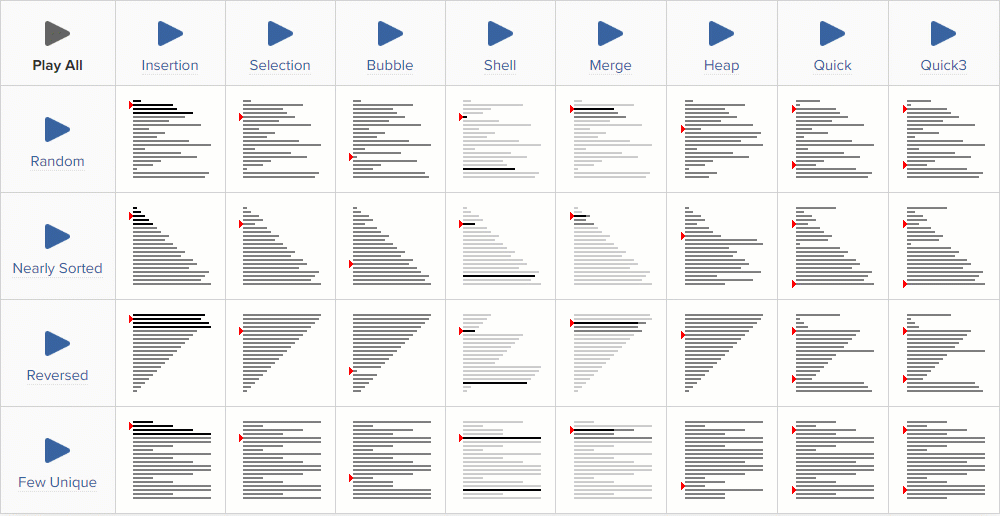 Play All
Insertion
Selection
Bubble
Shell
Merge
Heap
Quick
Quick3
Random
Nearly Sorted
Reversed
Few Unique